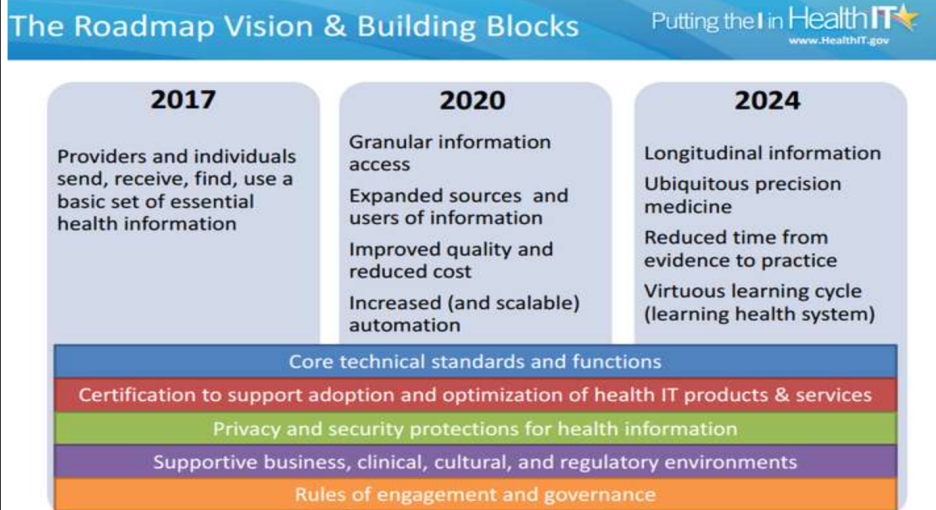 The Roadmap Vision & Building Blocks
Putting the I in Health IT
www.HealthIT.gov
2017
Providers and individuals
send, receive, find, use a
basic set of essential
health information
2020
Granular information
access
Expanded sources and
users of information
Improved quality and
reduced cost
Increased (and scalable)
automation
2024
Longitudinal information
Ubiquitous precision
medicine
Reduced time from
evidence to practice
Virtuous learning cycle
(learning health system)
Core technical standards and functions
Certification to support adoption and optimization of health IT products & services
Privacy and security protections for health information
Supportive business, clinical, cultural, and regulatory environments
Rules of engagement and governance